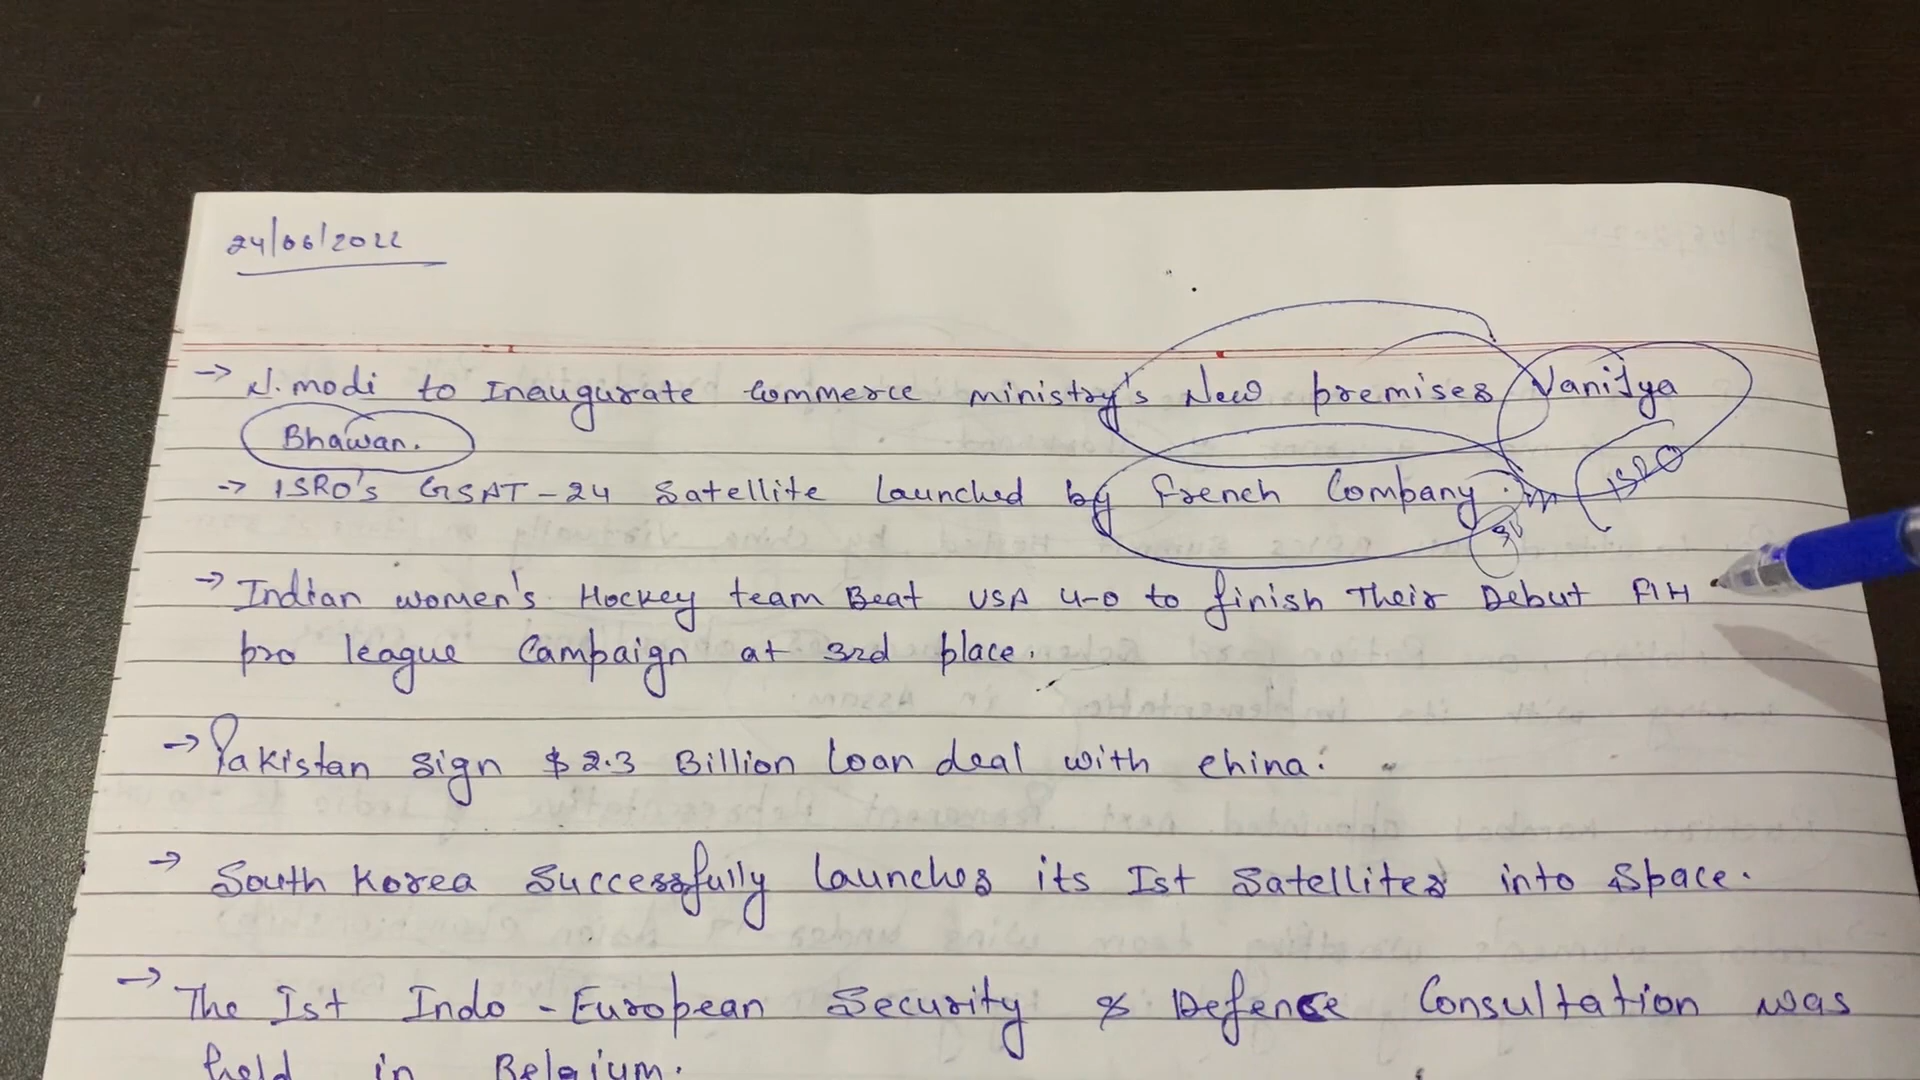 24/06/2022
→ N. modi to Inaugurate Commerce ministry's New premises Vanijya
Bhawan.
→ ISRO's GSAT-24 Satellite Launched by French Company.
ISRO
→ Indian women's Hockey team Beat USA 4-0 to finish Their Debut FIH
pro league Campaign at 3rd place.
→ Pakistan sign $2.3 Billion Loan deal with china.
→ South Korea Successfully Launches its Ist Satellites into Space.
→ The Ist Indo-European Security & Defence Consultation was
held in Belgium.